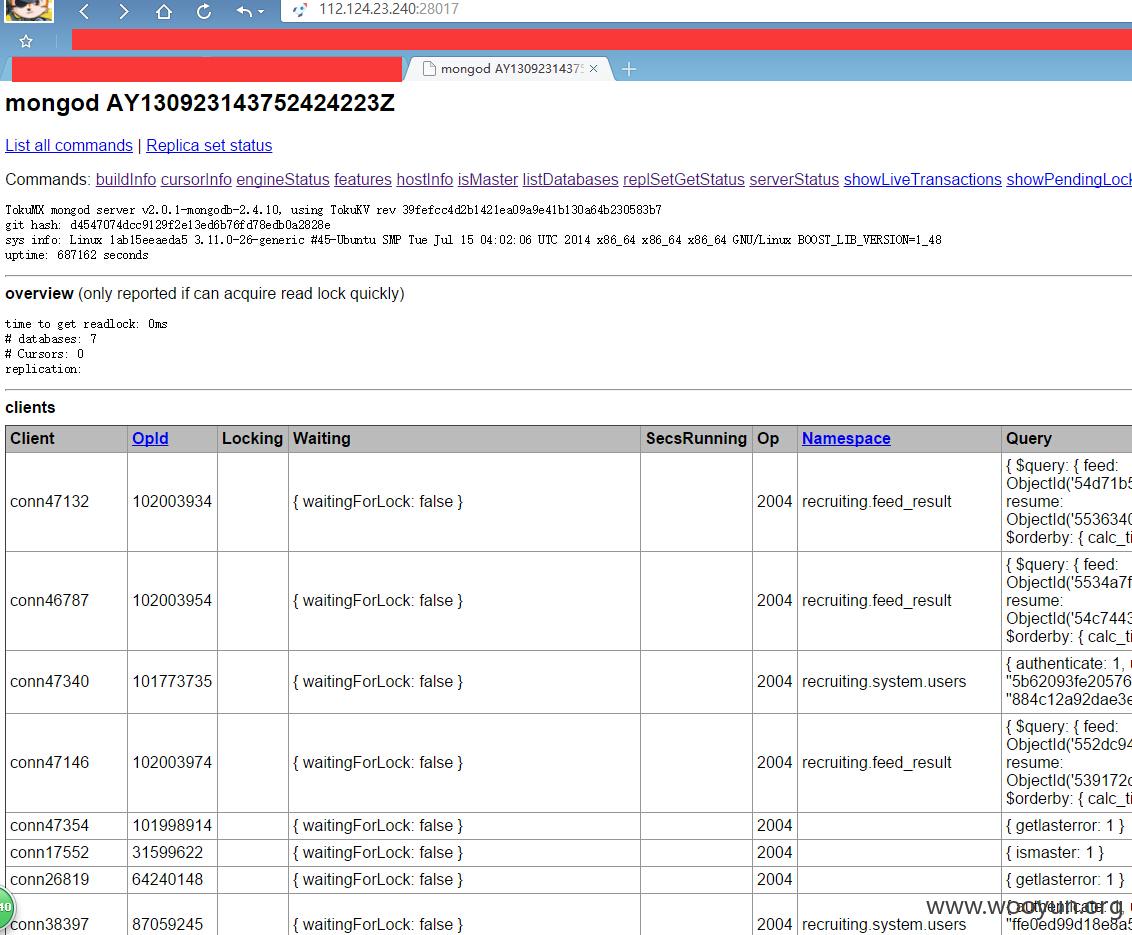 112.124.23.240:28017
mongod AY1309231437
mongod AY130923143752424223Z
List all commands | Replica set status
Commands: buildInfo cursorInfo engineStatus features hostInfo isMaster listDatabases replSetGetStatus serverStatus showLiveTransactions showPendingLock
TokuMX mongod server v2.0.1-mongodb-2.4.10, using TokuKV rev 39fefcc4d2b1421ea09a9e41b130a64b230583b7
git hash: d4547074dcc9129f2e13ed6b76fd78edb0a2828e
sys info: Linux 1ab15eeaeda5 3.11.0-26-generic #45-Ubuntu SMP Tue Jul 15 04:02:06 UTC 2014 x86_64 x86_64 x86_64 GNU/Linux BOOST_LIB_VERSION=1_48
uptime: 687162 seconds
overview (only reported if can acquire read lock quickly)
time to get readlock: 0ms
# databases: 7
# Cursors: 0
replication:
clients
Client OpId Locking Waiting SecsRunning Op Namespace Query
conn47132 102003934 { waitingForLock: false } 2004 recruiting.feed_result { $query: { feed:
ObjectId('54d71b5
resume:
ObjectId('5536340
$orderby: { calc_ti
conn46787 102003954 { waitingForLock: false } 2004 recruiting.feed_result { $query: { feed:
ObjectId('5534a7f
resume:
ObjectId('54c7443
$orderby: { calc_ti
conn47340 101773735 { waitingForLock: false } 2004 recruiting.system.users { authenticate: 1,
"5b62093fe20576
"884c12a92dae3e
conn47146 102003974 { waitingForLock: false } 2004 recruiting.feed_result { $query: { feed:
ObjectId('552dc94
resume:
ObjectId('539172c
$orderby: { calc_ti
conn47354 101998914 { waitingForLock: false } 2004 { getlasterror: 1 }
conn17552 31599622 { waitingForLock: false } 2004 { ismaster: 1 }
conn26819 64240148 { waitingForLock: false } 2004 { getlasterror: 1 }
40
conn38397 87059245 { waitingForLock: false } 2004 recruiting.system.users { authenticate: 1,
"ffe0ed99d18e8a5
www.wooyun.org